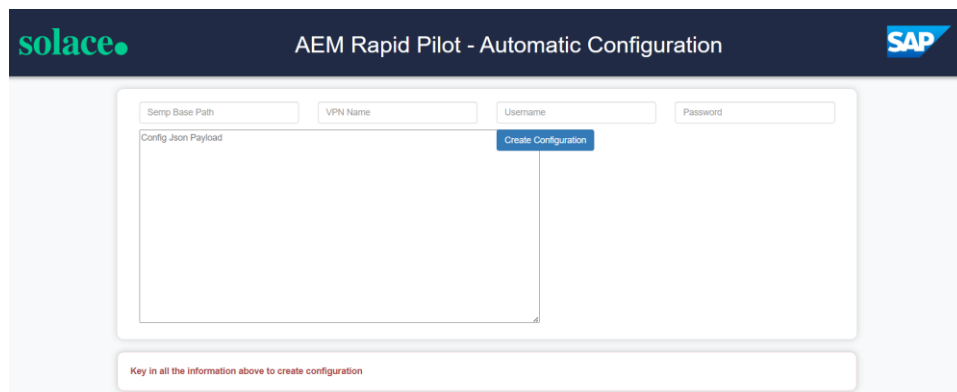 solace
AEM Rapid Pilot - Automatic Configuration
SAP
Semp Base Path
VPN Name
Username
Password
Config Json Payload
Create Configuration
Key in all the information above to create configuration